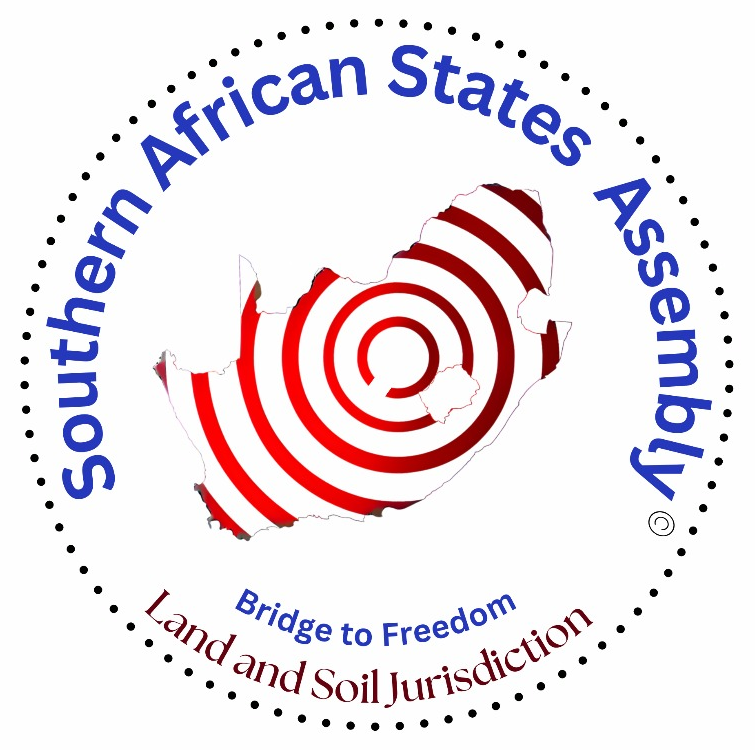 Southern African States Assembly
©
Bridge to Freedom
Land and Soil Jurisdiction